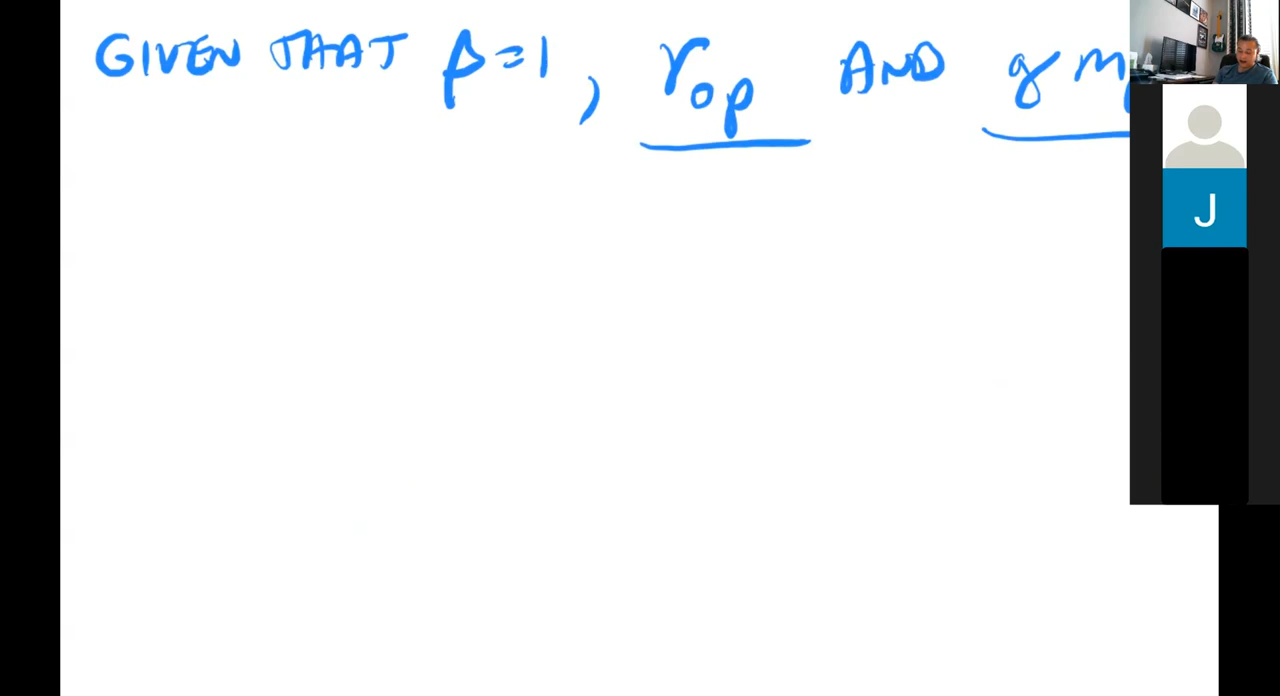 GIVEN THAT β=1, rop AND gm
J